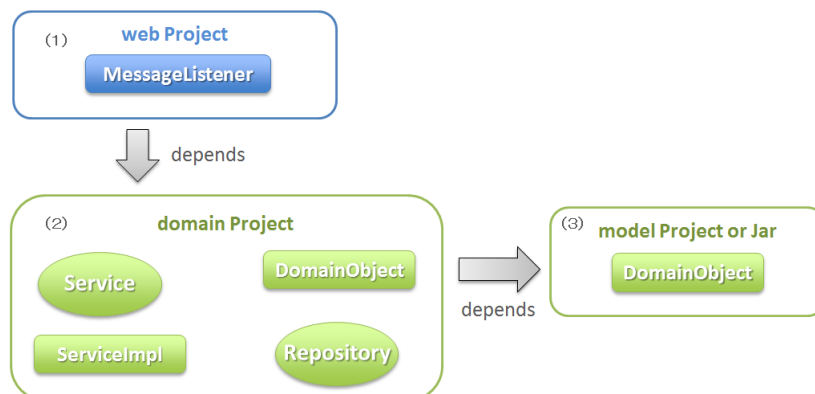 (1)
web Project
MessageListener
depends
(2)
domain Project
Service
DomainObject
ServiceImpl
Repository
depends
(3)
model Project or Jar
DomainObject